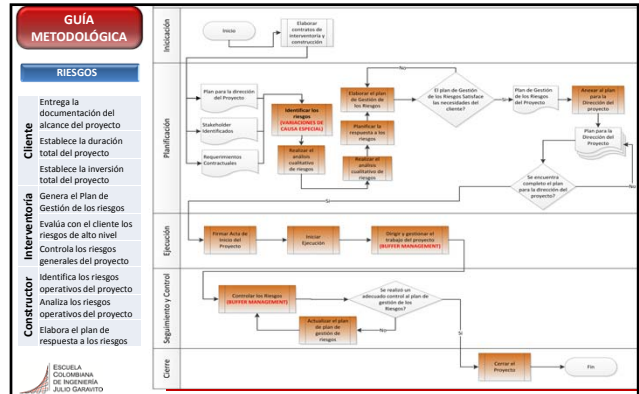 GUÍA
METODOLÓGICA
RIESGOS
Cliente
Entrega la
documentación del
alcance del proyecto
Establece la duración
total del proyecto
Establece la inversión
total del proyecto
Interventoría
Genera el Plan de
Gestión de los riesgos
Evalúa con el cliente los
riesgos de alto nivel
Controla los riesgos
generales del proyecto
Constructor
Identifica los riesgos
operativos del proyecto
Analiza los riesgos
operativos del proyecto
Elabora el plan de
respuesta a los riesgos
ESCUELA
COLOMBIANA
DE INGENIERÍA
JULIO GARAVITO
Inicicación
Inicio
Elaborar
contratos de
interventoría y
construcción
Planificación
Plan para la dirección
del Proyecto
Stakeholder
Identificados
Requerimientos
Contractuales
Identificar los
riesgos
(VARIACIONES DE
CAUSA ESPECIAL)
Realizar el
análisis
cualitativo de
riesgos
Elaborar el plan
de Gestión de
los Riesgos
Planificar la
respuesta a los
riesgos
Realizar el
análisis
cualitativo de
riesgos
No
El plan de Gestión
de los Riesgos Satisface
las necesidades del
cliente?
Si
Plan de Gestión
de los Riesgos del
Proyecto
Anexar al plan
para la
Dirección del
proyecto
Plan para la
Dirección del
Proyecto
Se encuentra
completo el plan
para la dirección del
proyecto?
No
Si
Ejecución
Firmar Acta de
Inicio del
Proyecto
Iniciar
Ejecución
Dirigir y gestionar el
trabajo del proyecto
(BUFFER MANAGEMENT)
Seguimiento y Control
Controlar los Riesgos
(BUFFER MANAGEMENT)
Se realizó un
adecuado control al plan
de gestión de los
Riesgos?
No
Actualizar el plan
de plan de
gestión de
riesgos
Si
Cierre
Cerrar el
Proyecto
Fin